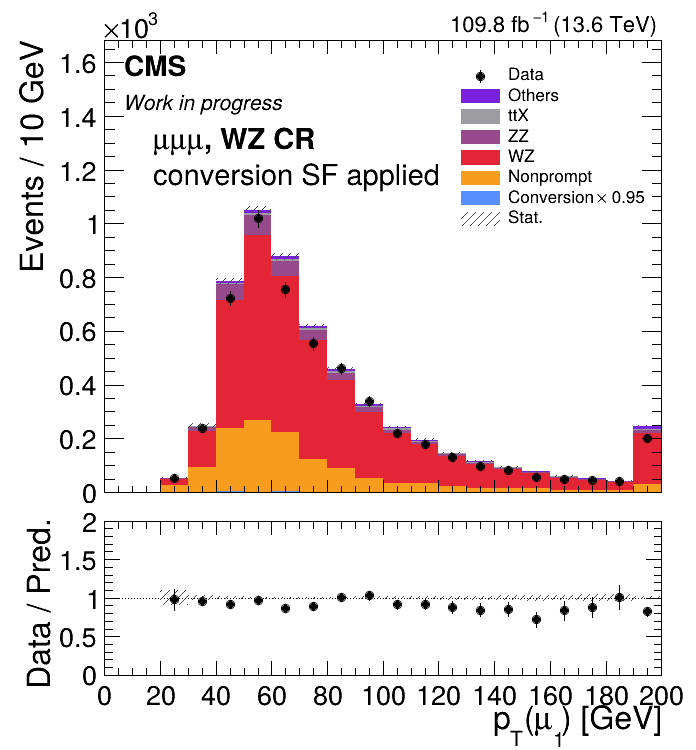 ×10³
109.8 fb⁻¹ (13.6 TeV)
CMS
Work in progress
μμμ, WZ CR
conversion SF applied
Data
Others
ttX
ZZ
WZ
Nonprompt
Conversion × 0.95
Stat.
Events / 10 GeV
1.6
1.4
1.2
1
0.8
0.6
0.4
0.2
0
Data / Pred.
2
1.5
1
0.5
0
0 20 40 60 80 100 120 140 160 180 200
p_T(μ_1) [GeV]